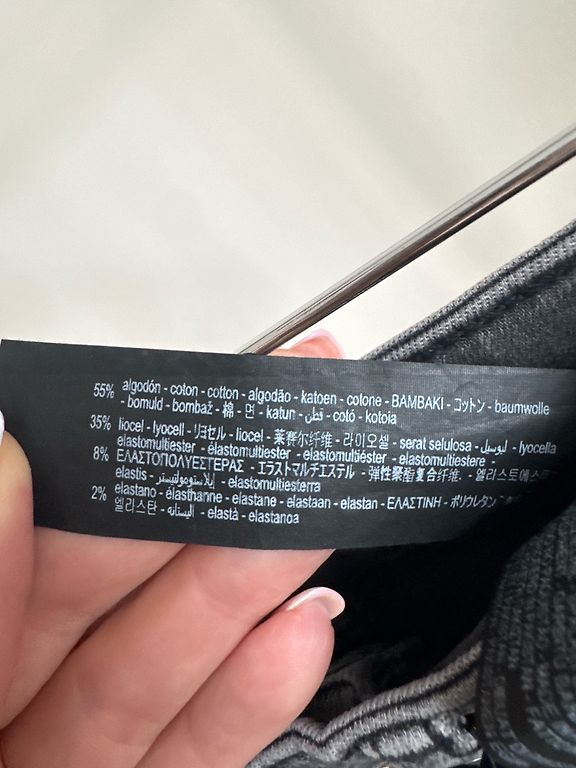 55% algodón - coton - cotton - algodão - katoen - cotone - BAMBAKI - コットン - baumwolle
- bomuld - bombaž - 棉 - 면 - katun - قطن - cotó - kotoia
35% liocel - lyocell - リヨセル - liocel - 莱赛尔纤维 - 라이오셀 - serat selulosa - ليوسيل - lyocella
elastomultiester - elastomultiéster - elastomultiestere -
8% ΕΛΑΣΤΟΠΟΛΥΕΣΤΕΡΑΣ - エラストマルチエステル - 弹性聚酯复合纤维 -
elastis - إيلاستومولتيستر - elastomultiesterra
2% elastano - élasthanne - elastane - elastaan - elastan - ΕΛΑΣΤΙΝΗ - ポリウレタン
엘리스탄 - اليستانه - elastà - elastanoa